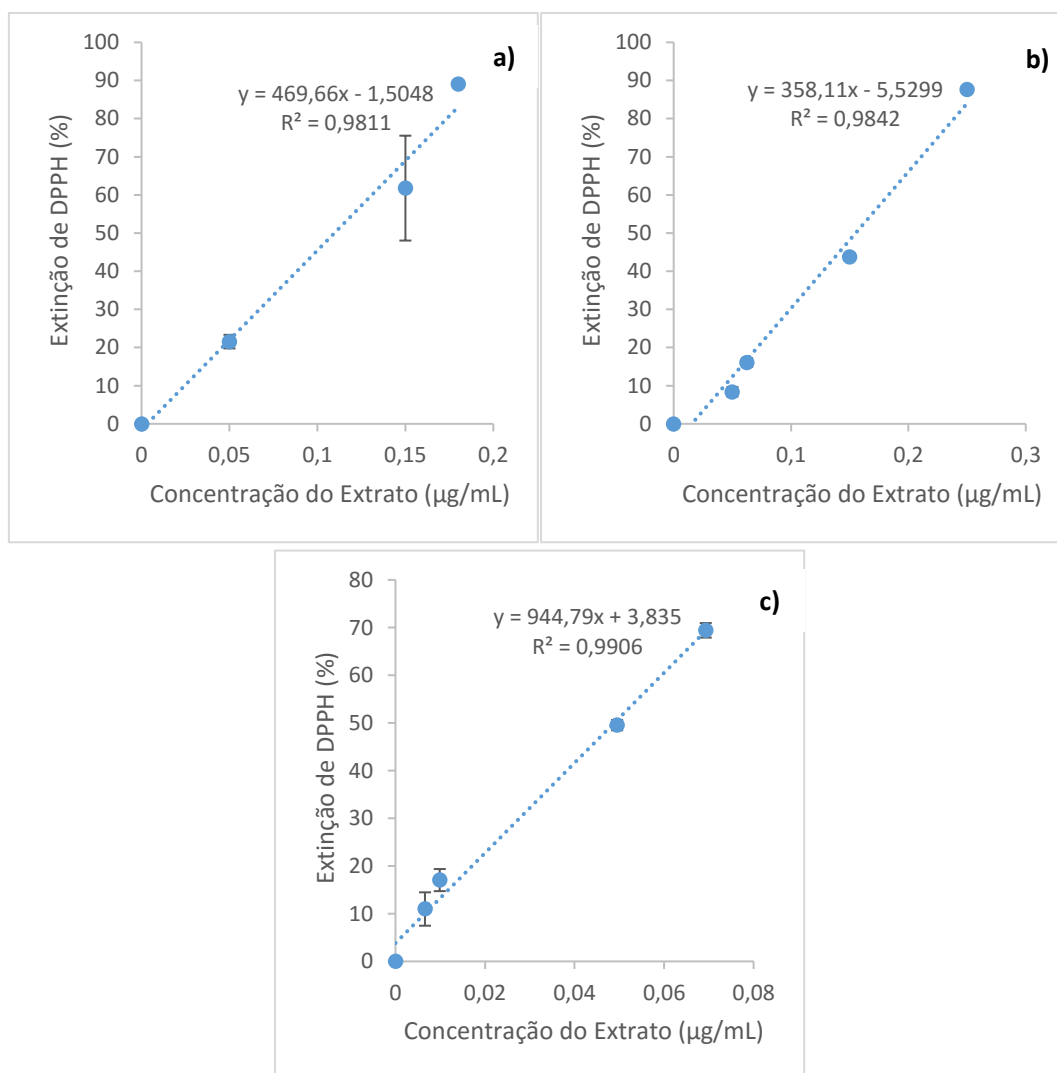 a)
y = 469,66x - 1,5048
R² = 0,9811
100
90
80
70
60
50
40
30
20
10
0
0 0,05 0,1 0,15 0,2
Extinção de DPPH (%)
Concentração do Extrato (µg/mL)
b)
y = 358,11x - 5,5299
R² = 0,9842
100
90
80
70
60
50
40
30
20
10
0
0 0,1 0,2 0,3
Extinção de DPPH (%)
Concentração do Extrato (µg/mL)
c)
y = 944,79x + 3,835
R² = 0,9906
80
70
60
50
40
30
20
10
0
0 0,02 0,04 0,06 0,08
Extinção de DPPH (%)
Concentração do Extrato (µg/mL)